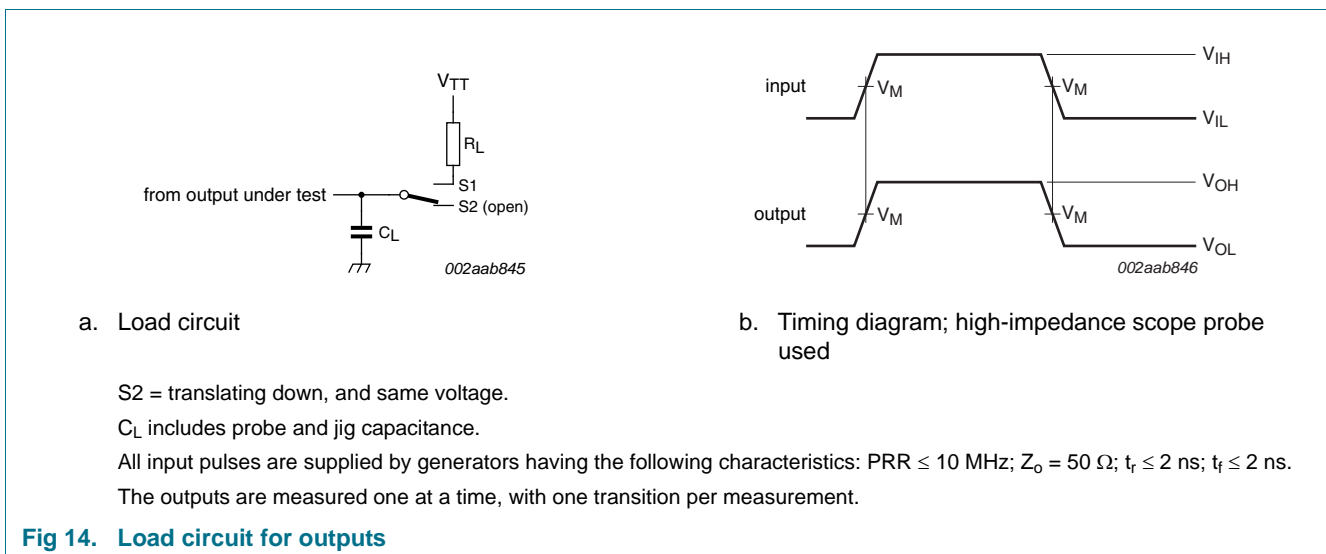 VTT
RL
S1
from output under test
S2 (open)
CL
002aab845
a. Load circuit
VIH
input
VM
VM
VIL
VOH
output
VM
VM
VOL
002aab846
b. Timing diagram; high-impedance scope probe
used
S2 = translating down, and same voltage.
CL includes probe and jig capacitance.
All input pulses are supplied by generators having the following characteristics: PRR ≤ 10 MHz; Zo = 50 Ω; tr ≤ 2 ns; tf ≤ 2 ns.
The outputs are measured one at a time, with one transition per measurement.
Fig 14. Load circuit for outputs